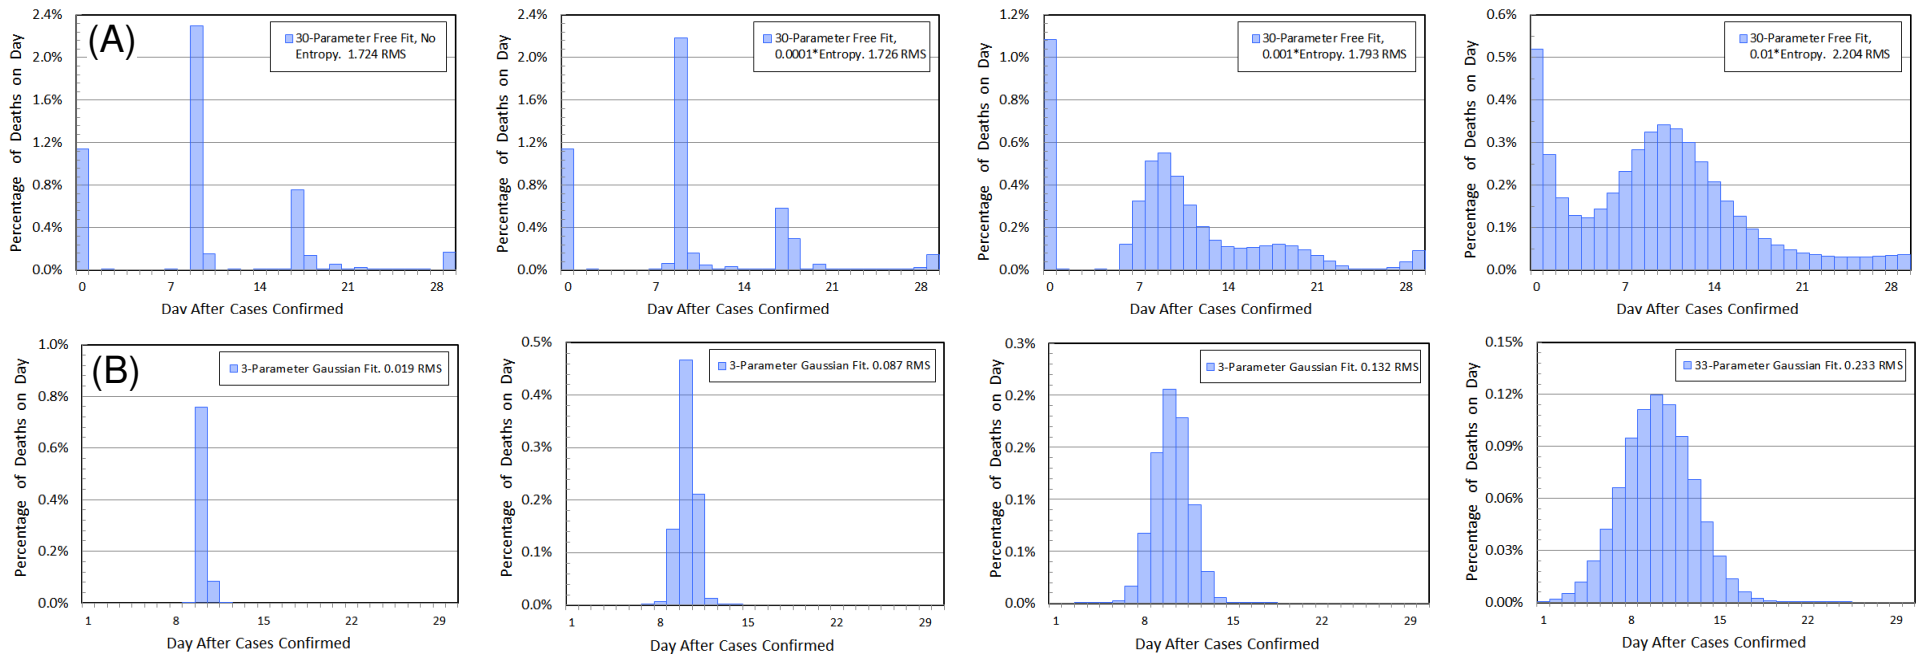 (A)
Percentage of Deaths on Day
2.4%
2.0%
1.6%
1.2%
0.8%
0.4%
0.0%
30-Parameter Free Fit, No
Entropy. 1.724 RMS
0 7 14 21 28
Day After Cases Confirmed
Percentage of Deaths on Day
2.4%
2.0%
1.6%
1.2%
0.8%
0.4%
0.0%
30-Parameter Free Fit,
0.0001*Entropy. 1.726 RMS
0 7 14 21 28
Day After Cases Confirmed
Percentage of Deaths on Day
1.2%
1.0%
0.8%
0.6%
0.4%
0.2%
0.0%
30-Parameter Free Fit,
0.001*Entropy. 1.793 RMS
0 7 14 21 28
Day After Cases Confirmed
Percentage of Deaths on Day
0.6%
0.5%
0.4%
0.3%
0.2%
0.1%
0.0%
30-Parameter Free Fit,
0.01*Entropy. 2.204 RMS
0 7 14 21 28
Day After Cases Confirmed
(B)
Percentage of Deaths on Day
1.0%
0.8%
0.6%
0.4%
0.2%
0.0%
3-Parameter Gaussian Fit. 0.019 RMS
1 8 15 22 29
Day After Cases Confirmed
Percentage of Deaths on Day
0.5%
0.4%
0.3%
0.2%
0.1%
0.0%
3-Parameter Gaussian Fit. 0.087 RMS
1 8 15 22 29
Day After Cases Confirmed
Percentage of Deaths on Day
0.3%
0.2%
0.2%
0.1%
0.1%
0.0%
3-Parameter Gaussian Fit. 0.132 RMS
1 8 15 22 29
Day After Cases Confirmed
Percentage of Deaths on Day
0.15%
0.12%
0.09%
0.06%
0.03%
0.00%
33-Parameter Gaussian Fit. 0.233 RMS
1 8 15 22 29
Day After Cases Confirmed